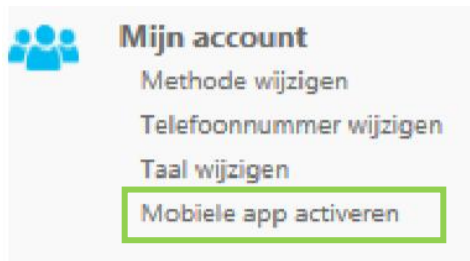 Mijn account
Methode wijzigen
Telefoonnummer wijzigen
Taal wijzigen
Mobiele app activeren